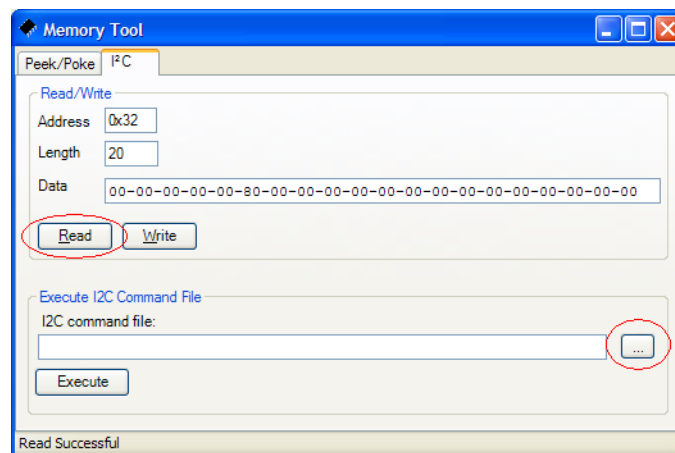 Memory Tool
Peek/Poke
I²C
Read/Write
Address 0x32
Length 20
Data 00-00-00-00-00-80-00-00-00-00-00-00-00-00-00-00-00-00-00-00
Read Write
Execute I2C Command File
I2C command file:
...
Execute
Read Successful